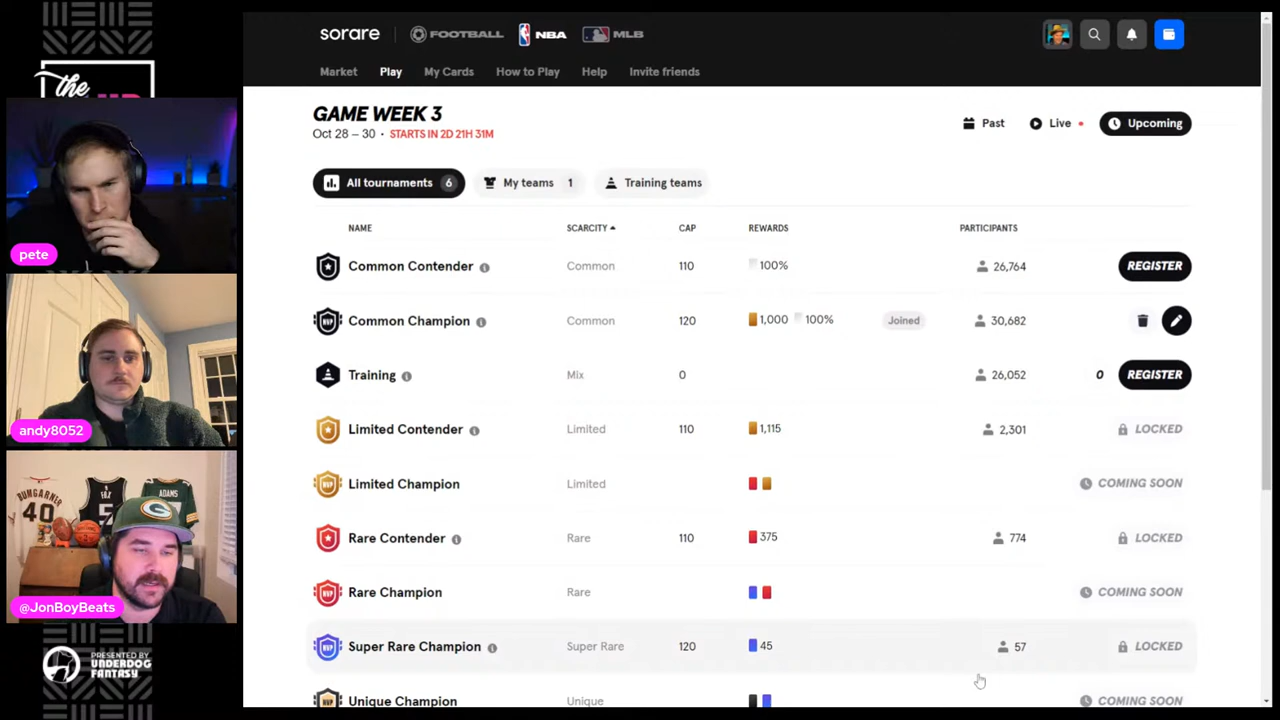 the
pete
andy8052
BUMGARNER
40
FOX
5
ADAMS
17
G
@JonBoyBeats
PRESENTED BY
UNDERDOG
FANTASY
sorare
FOOTBALL
NBA
MLB
Market
Play
My Cards
How to Play
Help
Invite friends
GAME WEEK 3
Oct 28 – 30 • STARTS IN 2D 21H 31M
Past
Live
Upcoming
All tournaments 6
My teams 1
Training teams
NAME SCARCITY CAP REWARDS PARTICIPANTS
Common Contender Common 110 100% 26,764 REGISTER
Common Champion Common 120 1,000 100% Joined 30,682
Training Mix 0 26,052 0 REGISTER
Limited Contender Limited 110 1,115 2,301 LOCKED
Limited Champion Limited COMING SOON
Rare Contender Rare 110 375 774 LOCKED
Rare Champion Rare COMING SOON
Super Rare Champion Super Rare 120 45 57 LOCKED
Unique Champion Unique COMING SOON